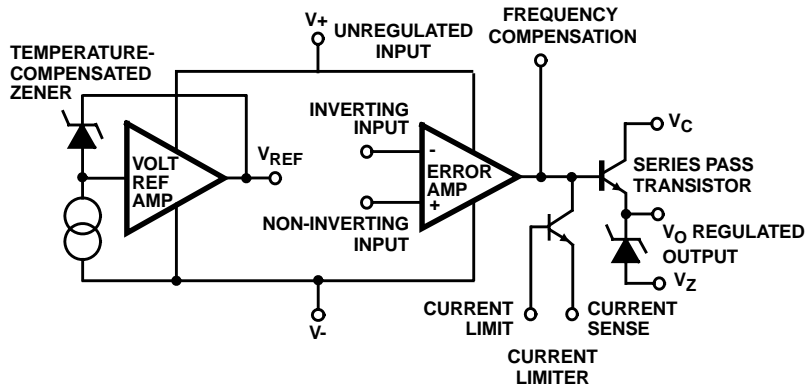 V+
UNREGULATED
INPUT
FREQUENCY
COMPENSATION
TEMPERATURE-
COMPENSATED
ZENER
INVERTING
INPUT
VOLT
REF
AMP
VREF
-
ERROR
AMP
+
NON-INVERTING
INPUT
VC
SERIES PASS
TRANSISTOR
VO REGULATED
OUTPUT
VZ
V-
CURRENT
LIMIT
CURRENT
SENSE
CURRENT
LIMITER